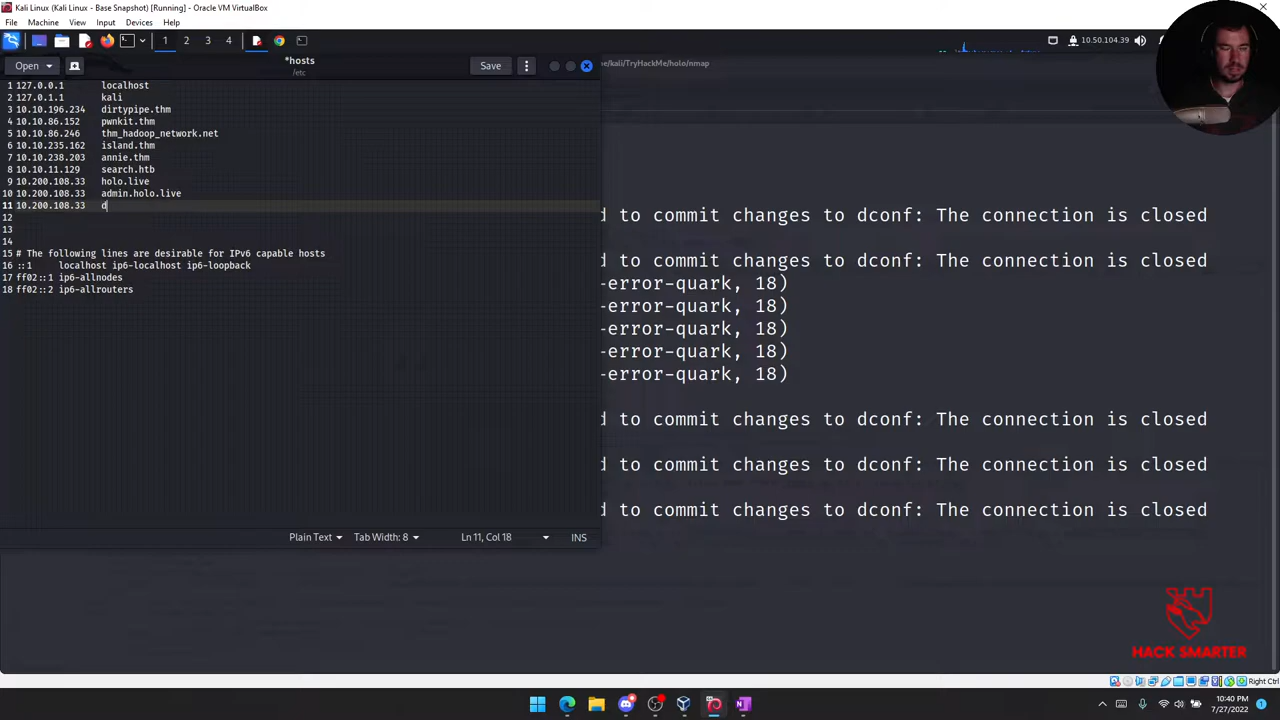 Kali Linux (Kali Linux - Base Snapshot) [Running] - Oracle VM VirtualBox
File Machine View Input Devices Help
1 2 3 4
10.50.104.39
Open
*hosts
/etc
Save
e/kali/TryHackMe/holo/nmap
1 127.0.0.1 localhost
2 127.0.1.1 kali
3 10.10.196.234 dirtypipe.thm
4 10.10.86.152 pwnkit.thm
5 10.10.86.246 thm_hadoop_network.net
6 10.10.235.162 island.thm
7 10.10.238.203 annie.thm
8 10.10.11.129 search.htb
9 10.200.108.33 holo.live
10 10.200.108.33 admin.holo.live
11 10.200.108.33 d
12
13
14
15 # The following lines are desirable for IPv6 capable hosts
16 ::1 localhost ip6-localhost ip6-loopback
17 ff02::1 ip6-allnodes
18 ff02::2 ip6-allrouters
d to commit changes to dconf: The connection is closed
d to commit changes to dconf: The connection is closed
-error-quark, 18)
-error-quark, 18)
-error-quark, 18)
-error-quark, 18)
-error-quark, 18)
d to commit changes to dconf: The connection is closed
d to commit changes to dconf: The connection is closed
d to commit changes to dconf: The connection is closed
Plain Text Tab Width: 8 Ln 11, Col 18 INS
HACK SMARTER
Right Ctrl
10:40 PM
7/27/2022